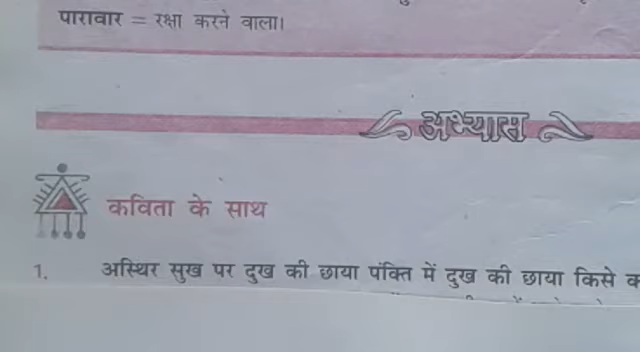 पारावार = रक्षा करने वाला।
अभ्यास
कविता के साथ
1. अस्थिर सुख पर दुख की छाया पंक्ति में दुख की छाया किसे